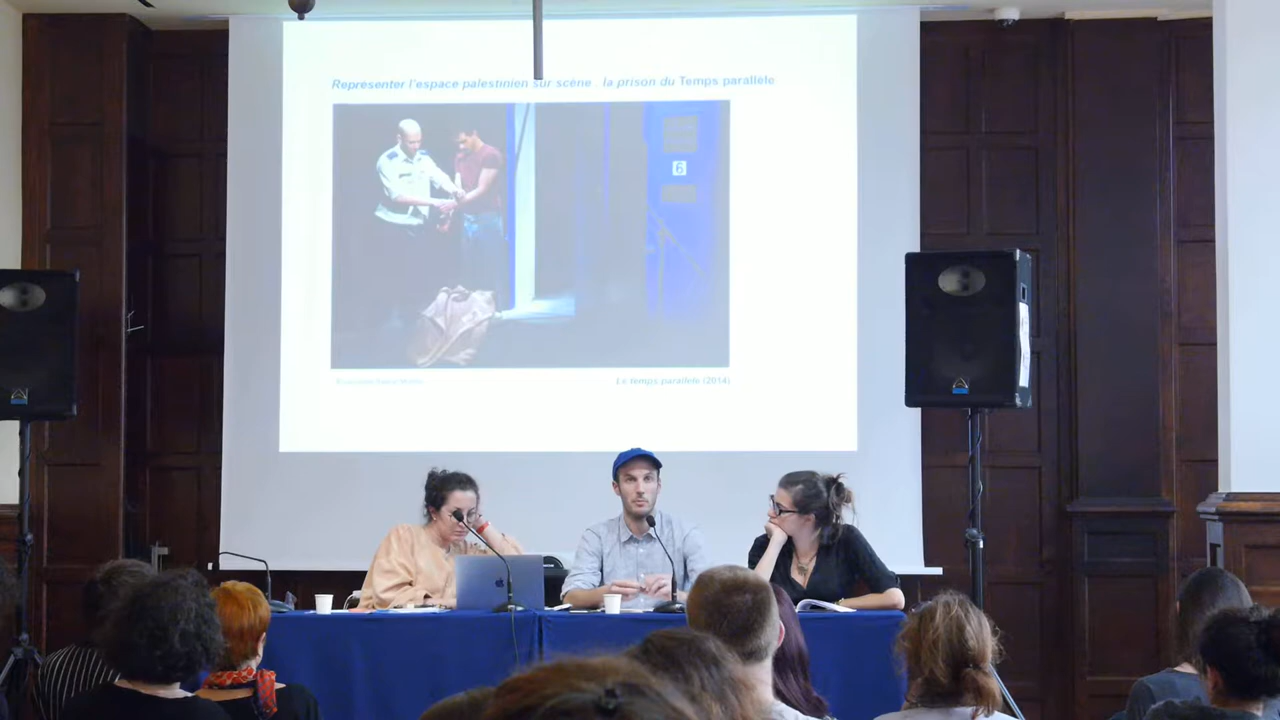 Représenter l'espace palestinien sur scène : la prison du Temps parallèle
6
Le temps parallèle (2014)